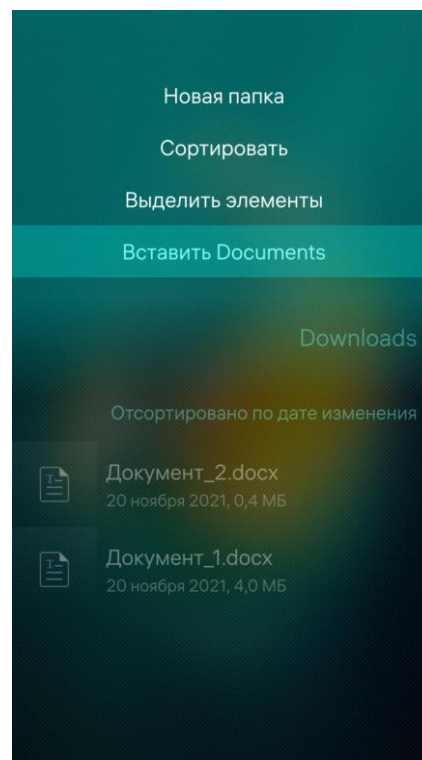 Новая папка
Сортировать
Выделить элементы
Вставить Documents
Downloads
Отсортировано по дате изменения
Документ_2.docx
20 ноября 2021, 0,4 МБ
Документ_1.docx
20 ноября 2021, 4,0 МБ